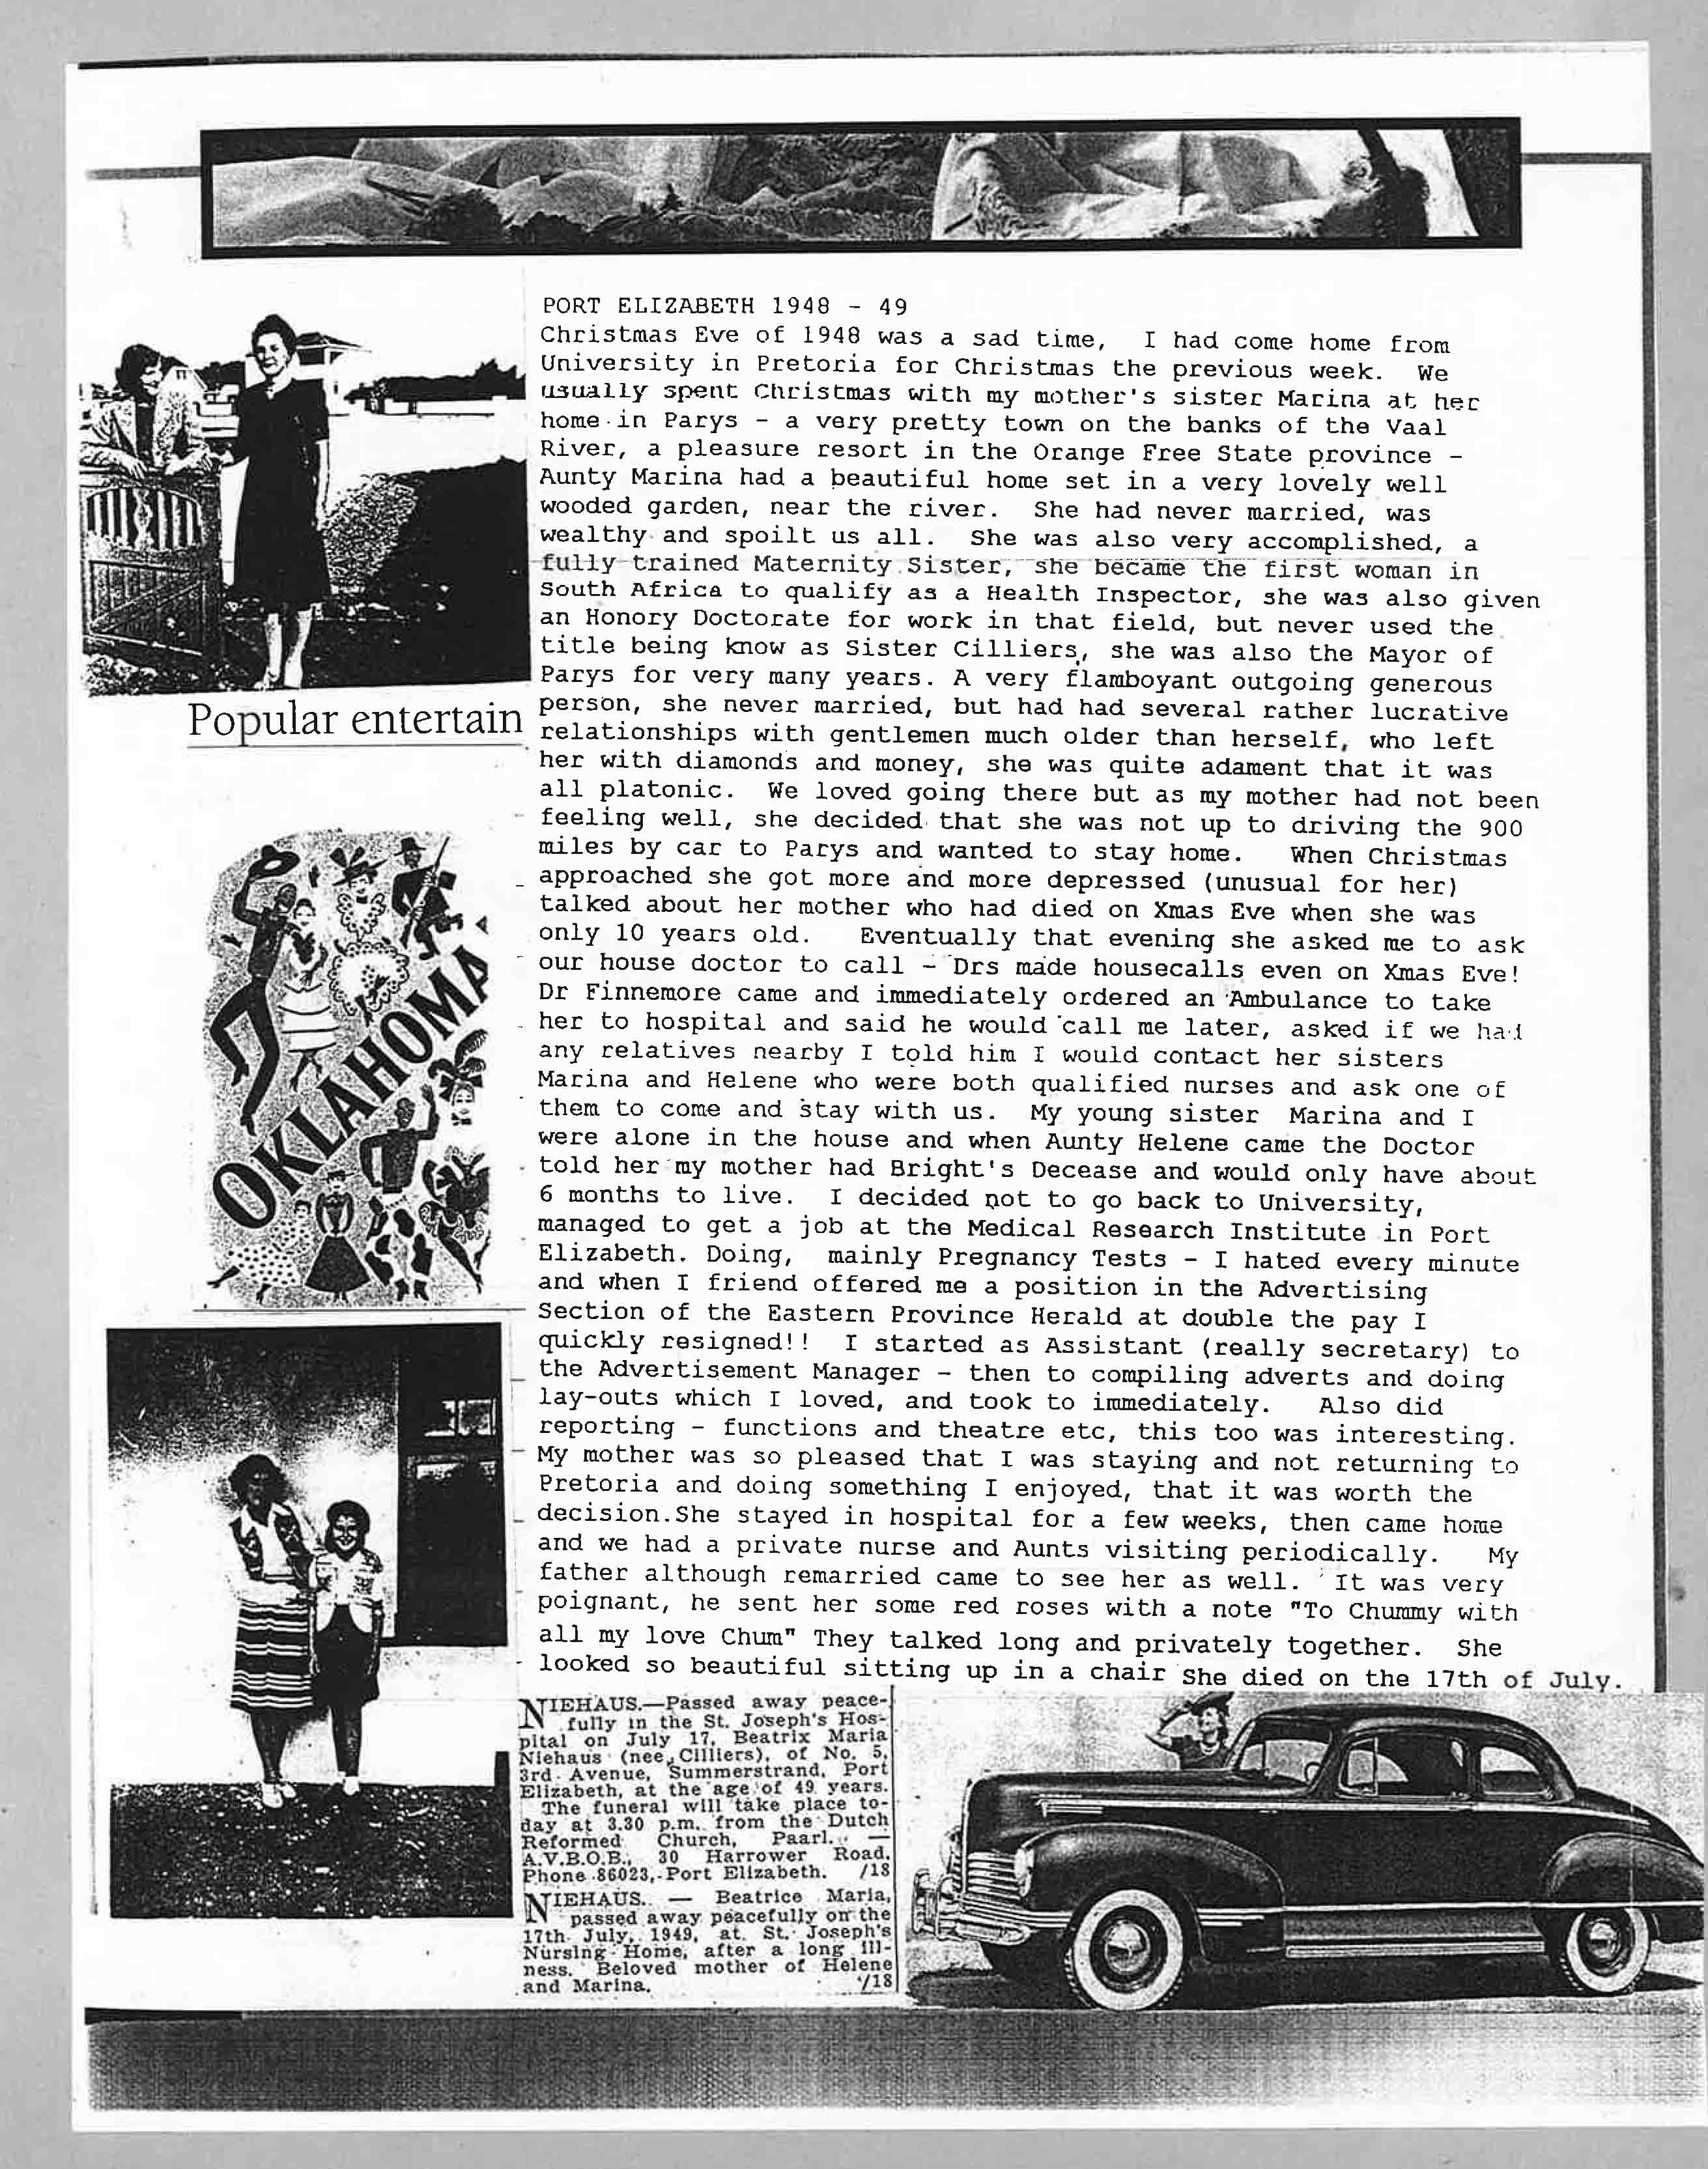 PORT ELIZABETH 1948 - 49
Christmas Eve of 1948 was a sad time, I had come home from
University in Pretoria for Christmas the previous week. We
usually spent Christmas with my mother's sister Marina at her
home in Parys - a very pretty town on the banks of the Vaal
River, a pleasure resort in the Orange Free State province -
Aunty Marina had a beautiful home set in a very lovely well
wooded garden, near the river. She had never married, was
wealthy and spoilt us all. She was also very accomplished, a
fully trained Maternity Sister, she became the first woman in
South Africa to qualify as a Health Inspector, she was also given
an Honory Doctorate for work in that field, but never used the
title being know as Sister Cilliers, she was also the Mayor of
Parys for very many years. A very flamboyant outgoing generous
person, she never married, but had had several rather lucrative
relationships with gentlemen much older than herself, who left
her with diamonds and money, she was quite adament that it was
all platonic. We loved going there but as my mother had not been
feeling well, she decided that she was not up to driving the 900
miles by car to Parys and wanted to stay home. When Christmas
approached she got more and more depressed (unusual for her)
talked about her mother who had died on Xmas Eve when she was
only 10 years old. Eventually that evening she asked me to ask
our house doctor to call - Drs made housecalls even on Xmas Eve!
Dr Finnemore came and immediately ordered an Ambulance to take
her to hospital and said he would call me later, asked if we had
any relatives nearby I told him I would contact her sisters
Marina and Helene who were both qualified nurses and ask one of
them to come and stay with us. My young sister Marina and I
were alone in the house and when Aunty Helene came the Doctor
told her my mother had Bright's Decease and would only have about
6 months to live. I decided not to go back to University,
managed to get a job at the Medical Research Institute in Port
Elizabeth. Doing, mainly Pregnancy Tests - I hated every minute
and when I friend offered me a position in the Advertising
Section of the Eastern Province Herald at double the pay I
quickly resigned!! I started as Assistant (really secretary) to
the Advertisement Manager - then to compiling adverts and doing
lay-outs which I loved, and took to immediately. Also did
reporting - functions and theatre etc, this too was interesting.
My mother was so pleased that I was staying and not returning to
Pretoria and doing something I enjoyed, that it was worth the
decision.She stayed in hospital for a few weeks, then came home
and we had a private nurse and Aunts visiting periodically. My
father although remarried came to see her as well. It was very
poignant, he sent her some red roses with a note "To Chummy with
all my love Chum" They talked long and privately together. She
looked so beautiful sitting up in a chair She died on the 17th of July.
Popular entertain
OKLAHOMA
NIEHAUS.—Passed away peace-
fully in the St. Joseph's Hos-
pital on July 17, Beatrix Maria
Niehaus (nee Cilliers), of No. 5,
3rd Avenue, Summerstrand, Port
Elizabeth, at the age of 49 years.
The funeral will take place to-
day at 3.30 p.m. from the Dutch
Reformed Church, Paarl. —
A.V.B.O.B., 30 Harrower Road.
Phone 86023, Port Elizabeth. /18
NIEHAUS. — Beatrice Maria,
passed away peacefully on the
17th July, 1949, at St. Joseph's
Nursing Home, after a long ill-
ness. Beloved mother of Helene
and Marina. /18